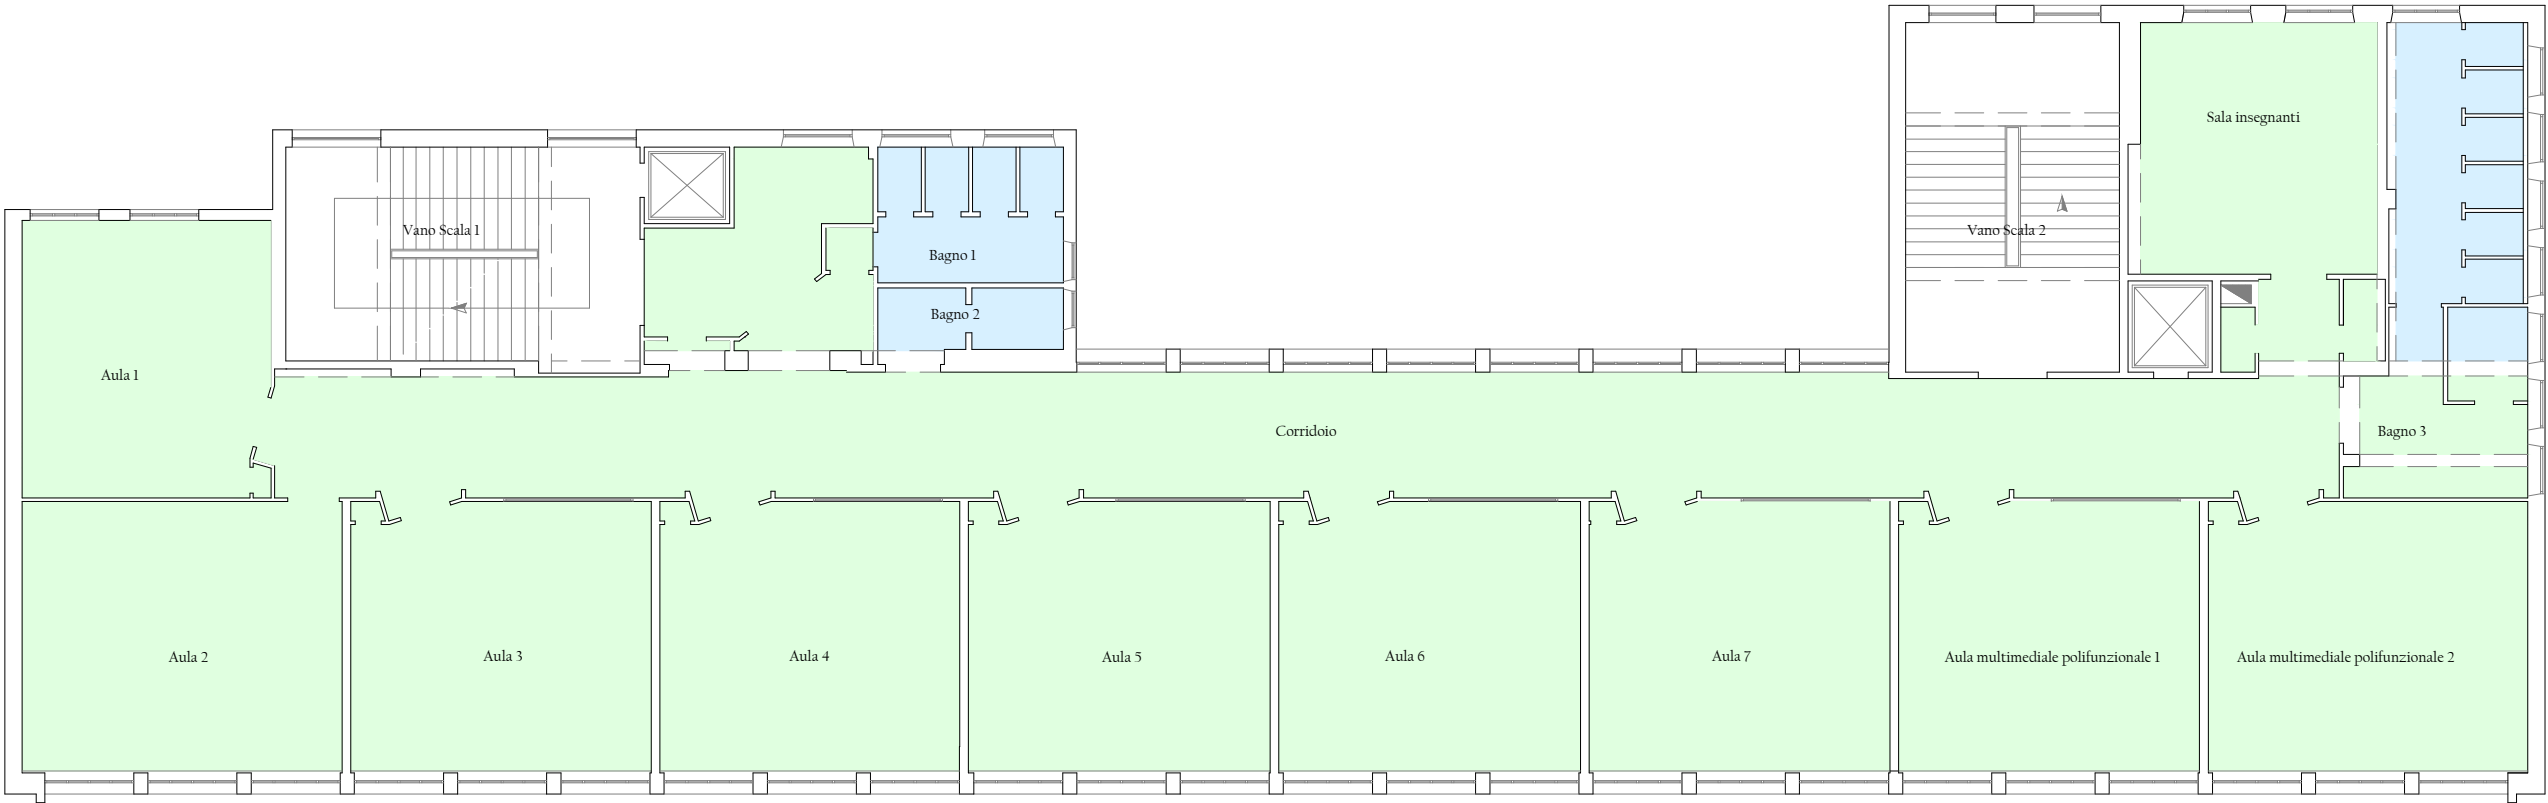 Sala insegnanti
Vano Scala 1
Vano Scala 2
Bagno 1
Bagno 2
Aula 1
Corridoio
Bagno 3
Aula 2
Aula 3
Aula 4
Aula 5
Aula 6
Aula 7
Aula multimediale polifunzionale 1
Aula multimediale polifunzionale 2